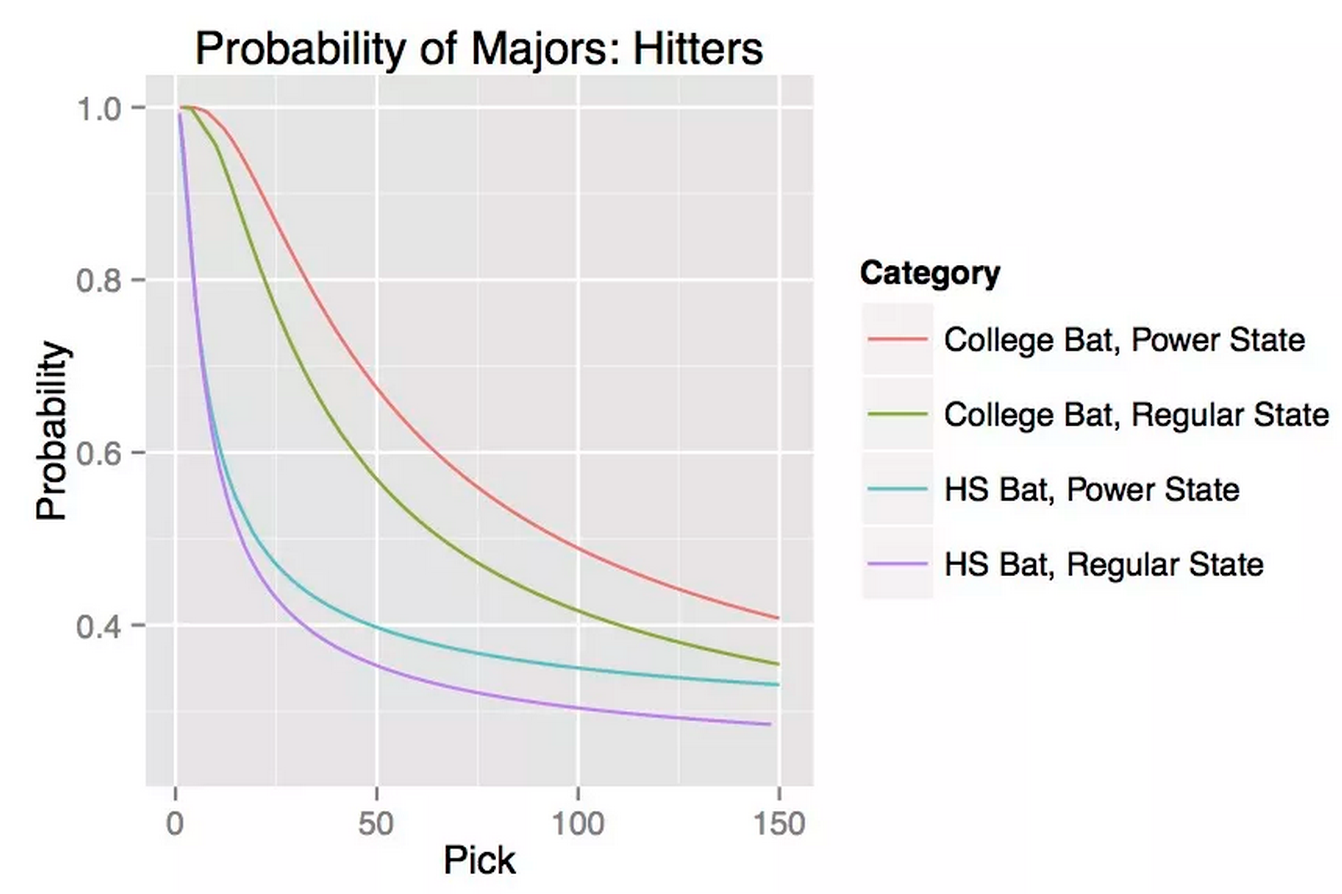 Probability of Majors: Hitters
1.0
0.8
0.6
0.4
Probability
0
50
100
150
Pick
Category
College Bat, Power State
College Bat, Regular State
HS Bat, Power State
HS Bat, Regular State